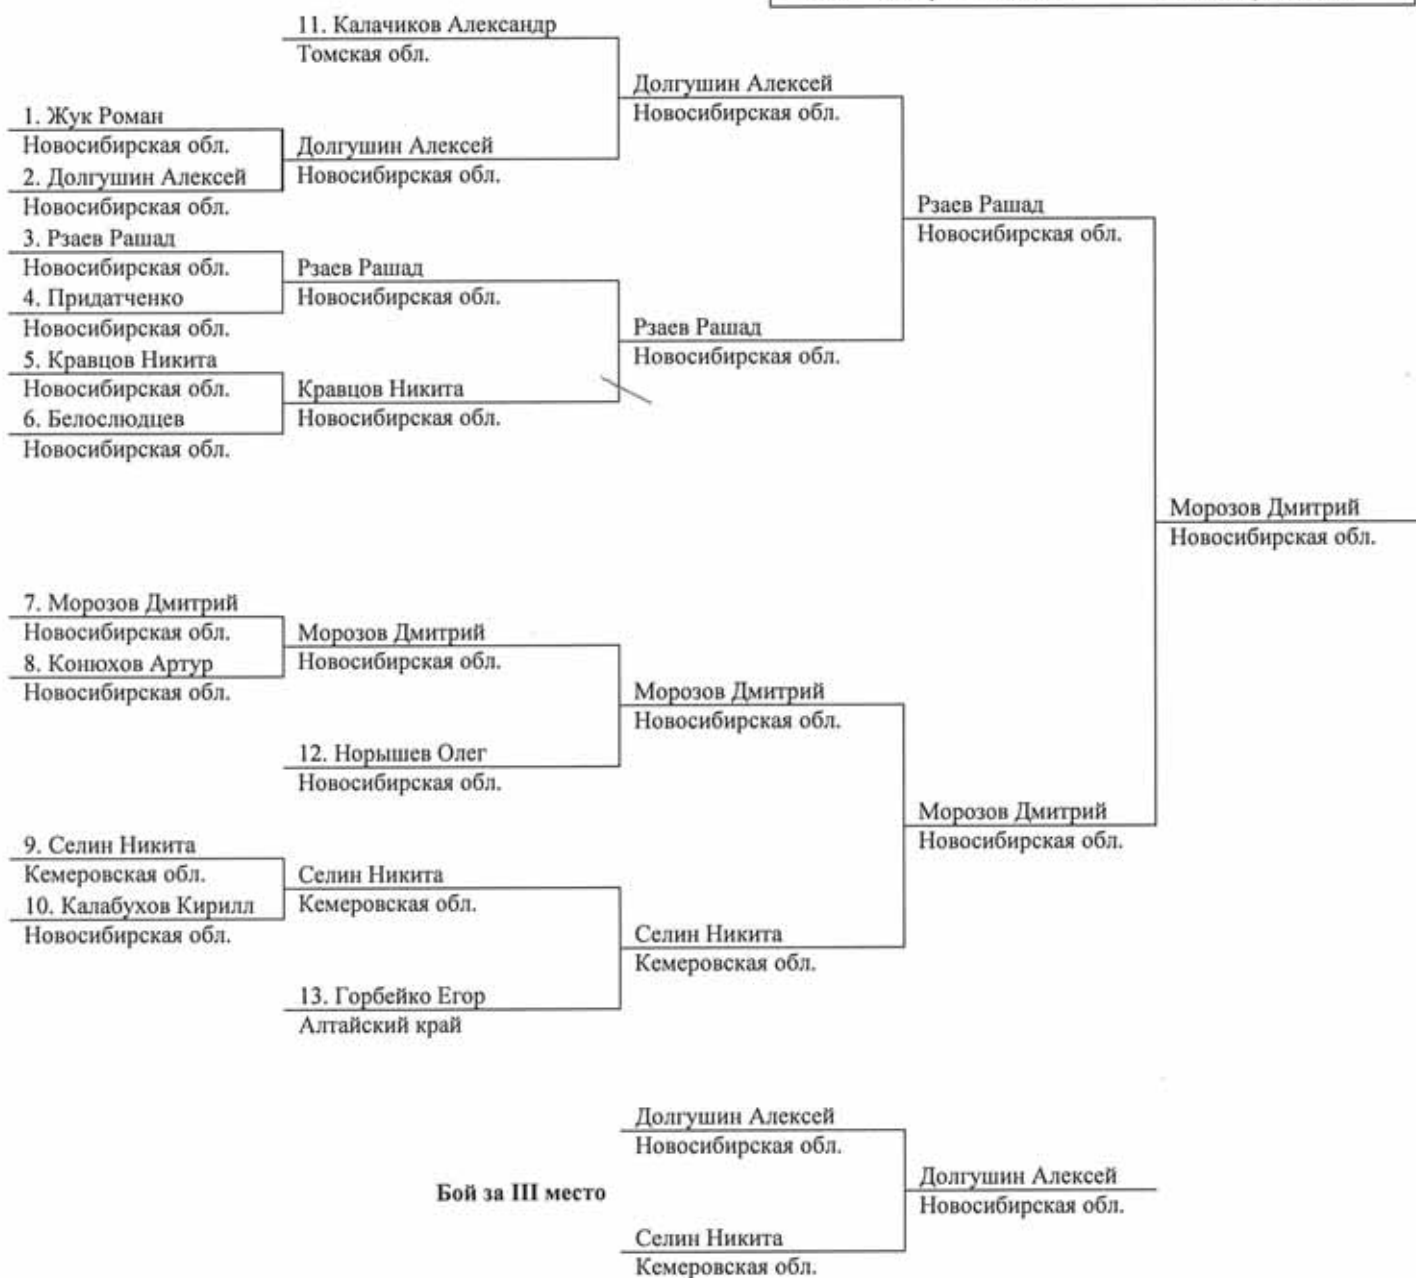 11. Калачиков Александр
Томская обл.
Долгушин Алексей
Новосибирская обл.
1. Жук Роман
Новосибирская обл.
Долгушин Алексей
Новосибирская обл.
2. Долгушин Алексей
Новосибирская обл.
Рзаев Рашад
Новосибирская обл.
3. Рзаев Рашад
Новосибирская обл.
Рзаев Рашад
Новосибирская обл.
4. Придатченко
Новосибирская обл.
Рзаев Рашад
Новосибирская обл.
5. Кравцов Никита
Новосибирская обл.
Кравцов Никита
Новосибирская обл.
6. Белослюдцев
Новосибирская обл.
Морозов Дмитрий
Новосибирская обл.
7. Морозов Дмитрий
Новосибирская обл.
Морозов Дмитрий
Новосибирская обл.
8. Конюхов Артур
Новосибирская обл.
Морозов Дмитрий
Новосибирская обл.
12. Норышев Олег
Новосибирская обл.
Морозов Дмитрий
Новосибирская обл.
9. Селин Никита
Кемеровская обл.
Селин Никита
Кемеровская обл.
10. Калабухов Кирилл
Новосибирская обл.
Селин Никита
Кемеровская обл.
13. Горбейко Егор
Алтайский край
Долгушин Алексей
Новосибирская обл.
Бой за III место
Долгушин Алексей
Новосибирская обл.
Селин Никита
Кемеровская обл.